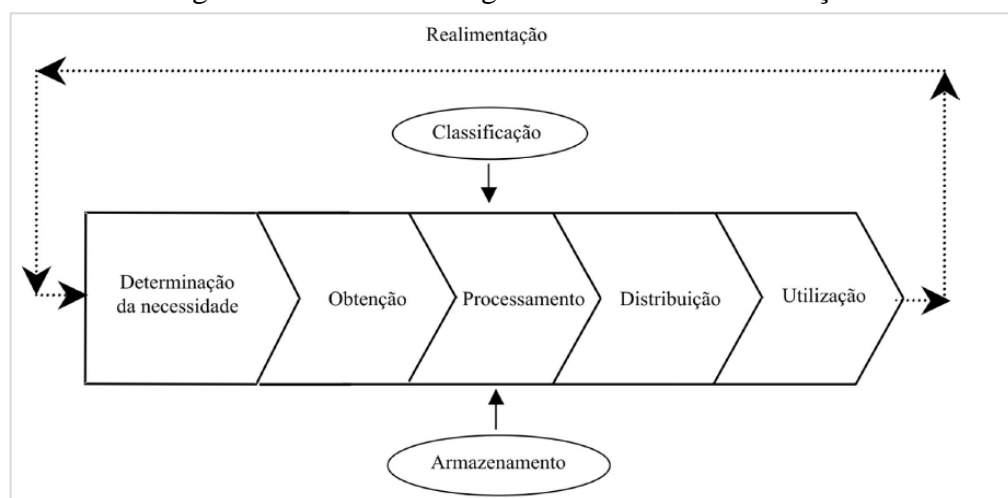 Realimentação
Classificação
Determinação
da necessidade
Obtenção
Processamento
Distribuição
Utilização
Armazenamento